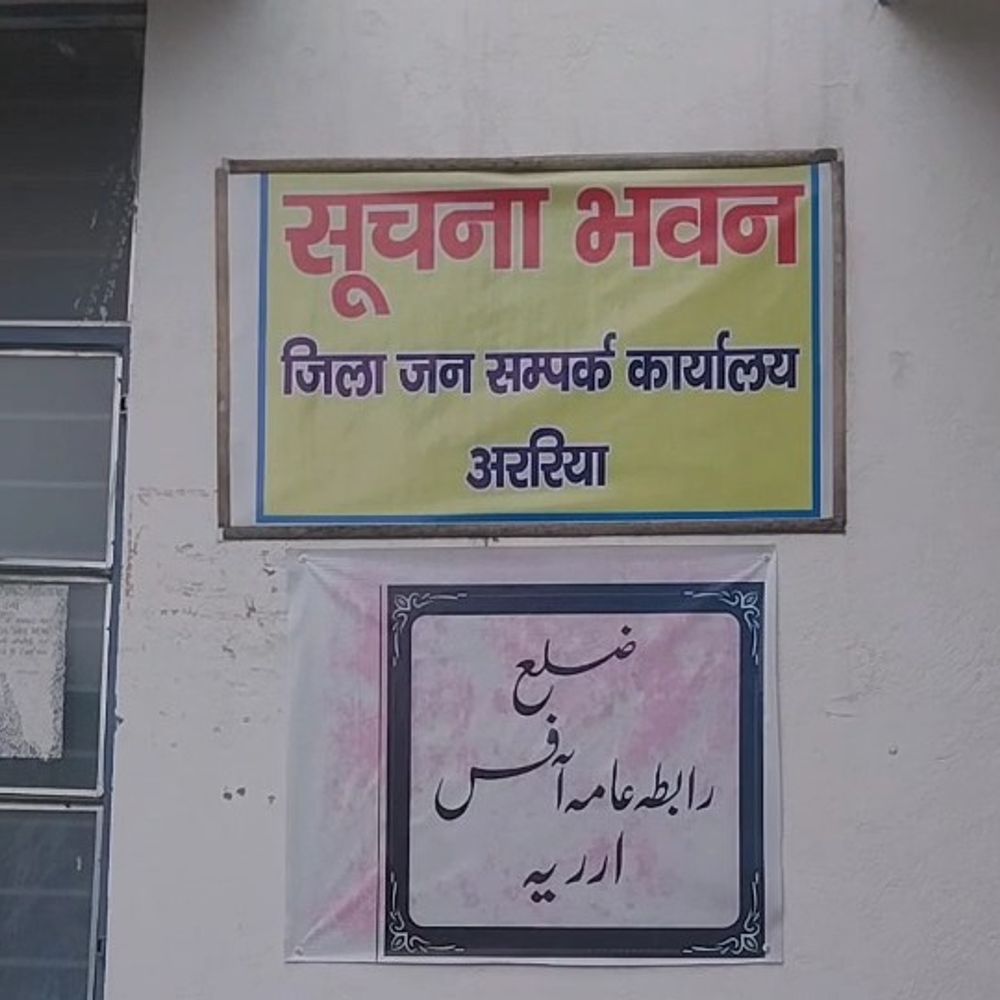 सूचना भवन
जिला जन सम्पर्क कार्यालय
अररिया
ضلع
رابطہ عامہ آفس
ارریہ